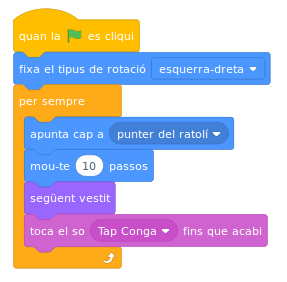 quan la es cliqui
fixa el tipus de rotació esquerra-dreta
per sempre
apunta cap a punter del ratolí
mou-te 10 passos
següent vestit
toca el so Tap Conga fins que acabi